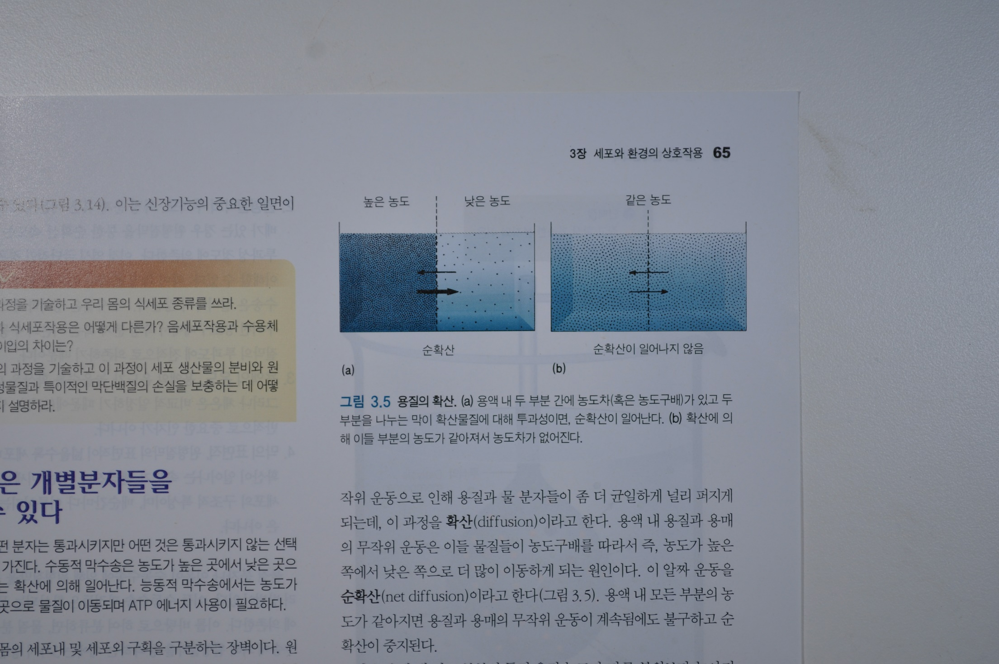 3장 세포와 환경의 상호작용 65
있다(그림 3.14). 이는 신장기능의 중요한 일면이
과정을 기술하고 우리 몸의 식세포 종류를 쓰라.
식세포작용은 어떻게 다른가? 음세포작용과 수용체
이입의 차이는?
의 과정을 기술하고 이 과정이 세포 생산물의 분비와 원
성물질과 특이적인 막단백질의 손실을 보충하는 데 어떻
지 설명하라.
은 개별분자들을
수 있다
떤 분자는 통과시키지만 어떤 것은 통과시키지 않는 선택
가진다. 수동적 막수송은 농도가 높은 곳에서 낮은 곳으
는 확산에 의해 일어난다. 능동적 막수송에서는 농도가
곳으로 물질이 이동되며 ATP 에너지 사용이 필요하다.
몸의 세포내 및 세포외 구획을 구분하는 장벽이다. 원
높은 농도 낮은 농도
순확산
(a)
같은 농도
순확산이 일어나지 않음
(b)
그림 3.5 용질의 확산. (a) 용액 내 두 부분 간에 농도차(혹은 농도구배)가 있고 두
부분을 나누는 막이 확산물질에 대해 투과성이면, 순확산이 일어난다. (b) 확산에 의
해 이들 부분의 농도가 같아져서 농도차가 없어진다.
작위 운동으로 인해 용질과 물 분자들이 좀 더 균일하게 널리 퍼지게
되는데, 이 과정을 확산(diffusion)이라고 한다. 용액 내 용질과 용매
의 무작위 운동은 이들 물질들이 농도구배를 따라서 즉, 농도가 높은
쪽에서 낮은 쪽으로 더 많이 이동하게 되는 원인이다. 이 알짜 운동을
순확산(net diffusion)이라고 한다(그림 3.5). 용액 내 모든 부분의 농
도가 같아지면 용질과 용매의 무작위 운동이 계속됨에도 불구하고 순
확산이 중지된다.